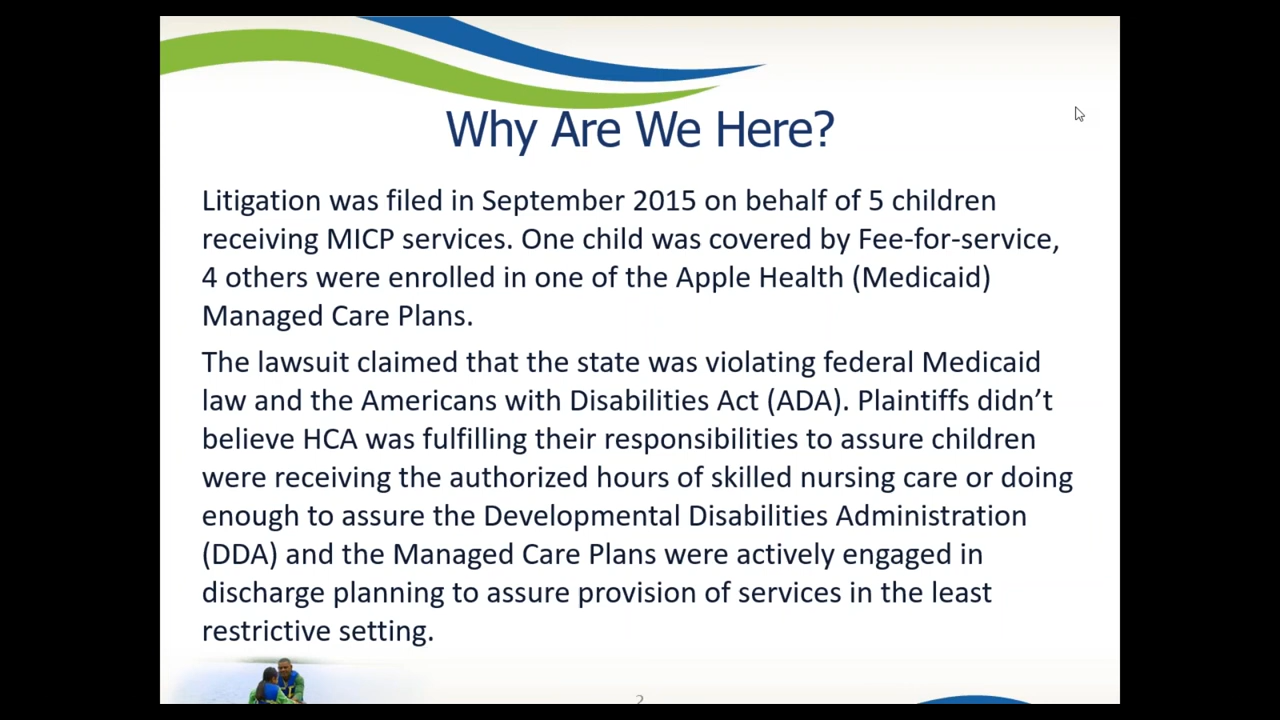 Why Are We Here?
Litigation was filed in September 2015 on behalf of 5 children
receiving MICP services. One child was covered by Fee-for-service,
4 others were enrolled in one of the Apple Health (Medicaid)
Managed Care Plans.
The lawsuit claimed that the state was violating federal Medicaid
law and the Americans with Disabilities Act (ADA). Plaintiffs didn’t
believe HCA was fulfilling their responsibilities to assure children
were receiving the authorized hours of skilled nursing care or doing
enough to assure the Developmental Disabilities Administration
(DDA) and the Managed Care Plans were actively engaged in
discharge planning to assure provision of services in the least
restrictive setting.
2